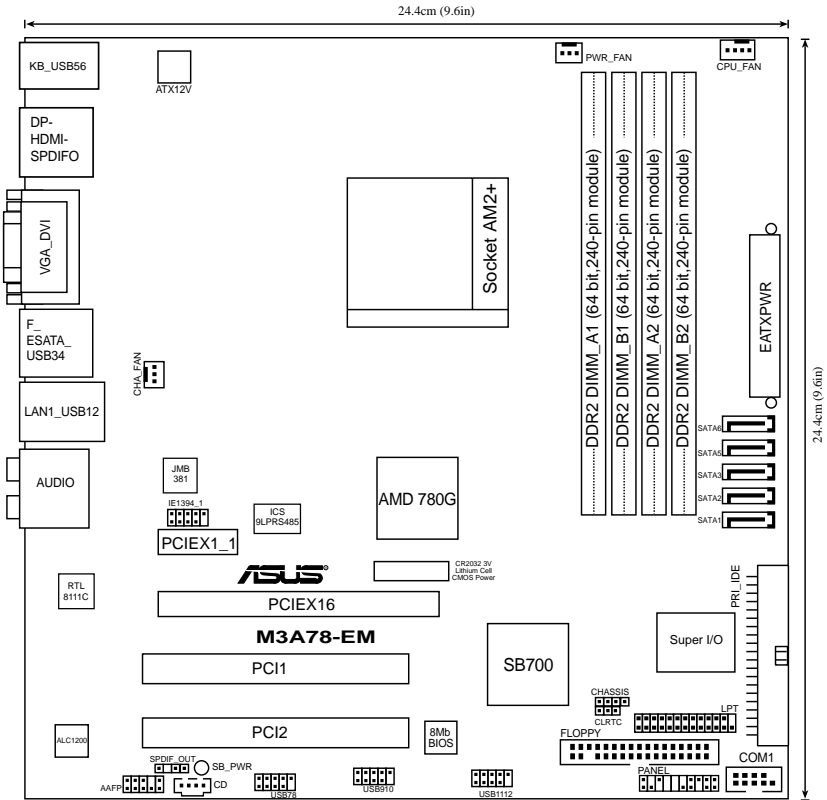 24.4cm (9.6in)
KB_USB56
ATX12V
PWR_FAN
CPU_FAN
DP-
HDMI-
SPDIFO
VGA_DVI
Socket AM2+
DDR2 DIMM_A1 (64 bit,240-pin module)
DDR2 DIMM_B1 (64 bit,240-pin module)
DDR2 DIMM_A2 (64 bit,240-pin module)
DDR2 DIMM_B2 (64 bit,240-pin module)
EATXPWR
24.4cm (9.6in)
F_
ESATA_
USB34
CHA_FAN
LAN1_USB12
SATA6
SATA5
SATA3
SATA2
SATA1
AUDIO
JMB
381
IE1394_1
ICS
9LPRS485
AMD 780G
PCIEX1_1
ASUS
CR2032 3V
Lithium Cell
CMOS Power
RTL
8111C
PCIEX16
PRI_IDE
M3A78-EM
PCI1
SB700
Super I/O
CHASSIS
CLRTC
LPT
ALC1200
PCI2
8Mb
BIOS
FLOPPY
SPDIF_OUT
SB_PWR
COM1
PANEL
AAFP
CD
USB78
USB910
USB1112